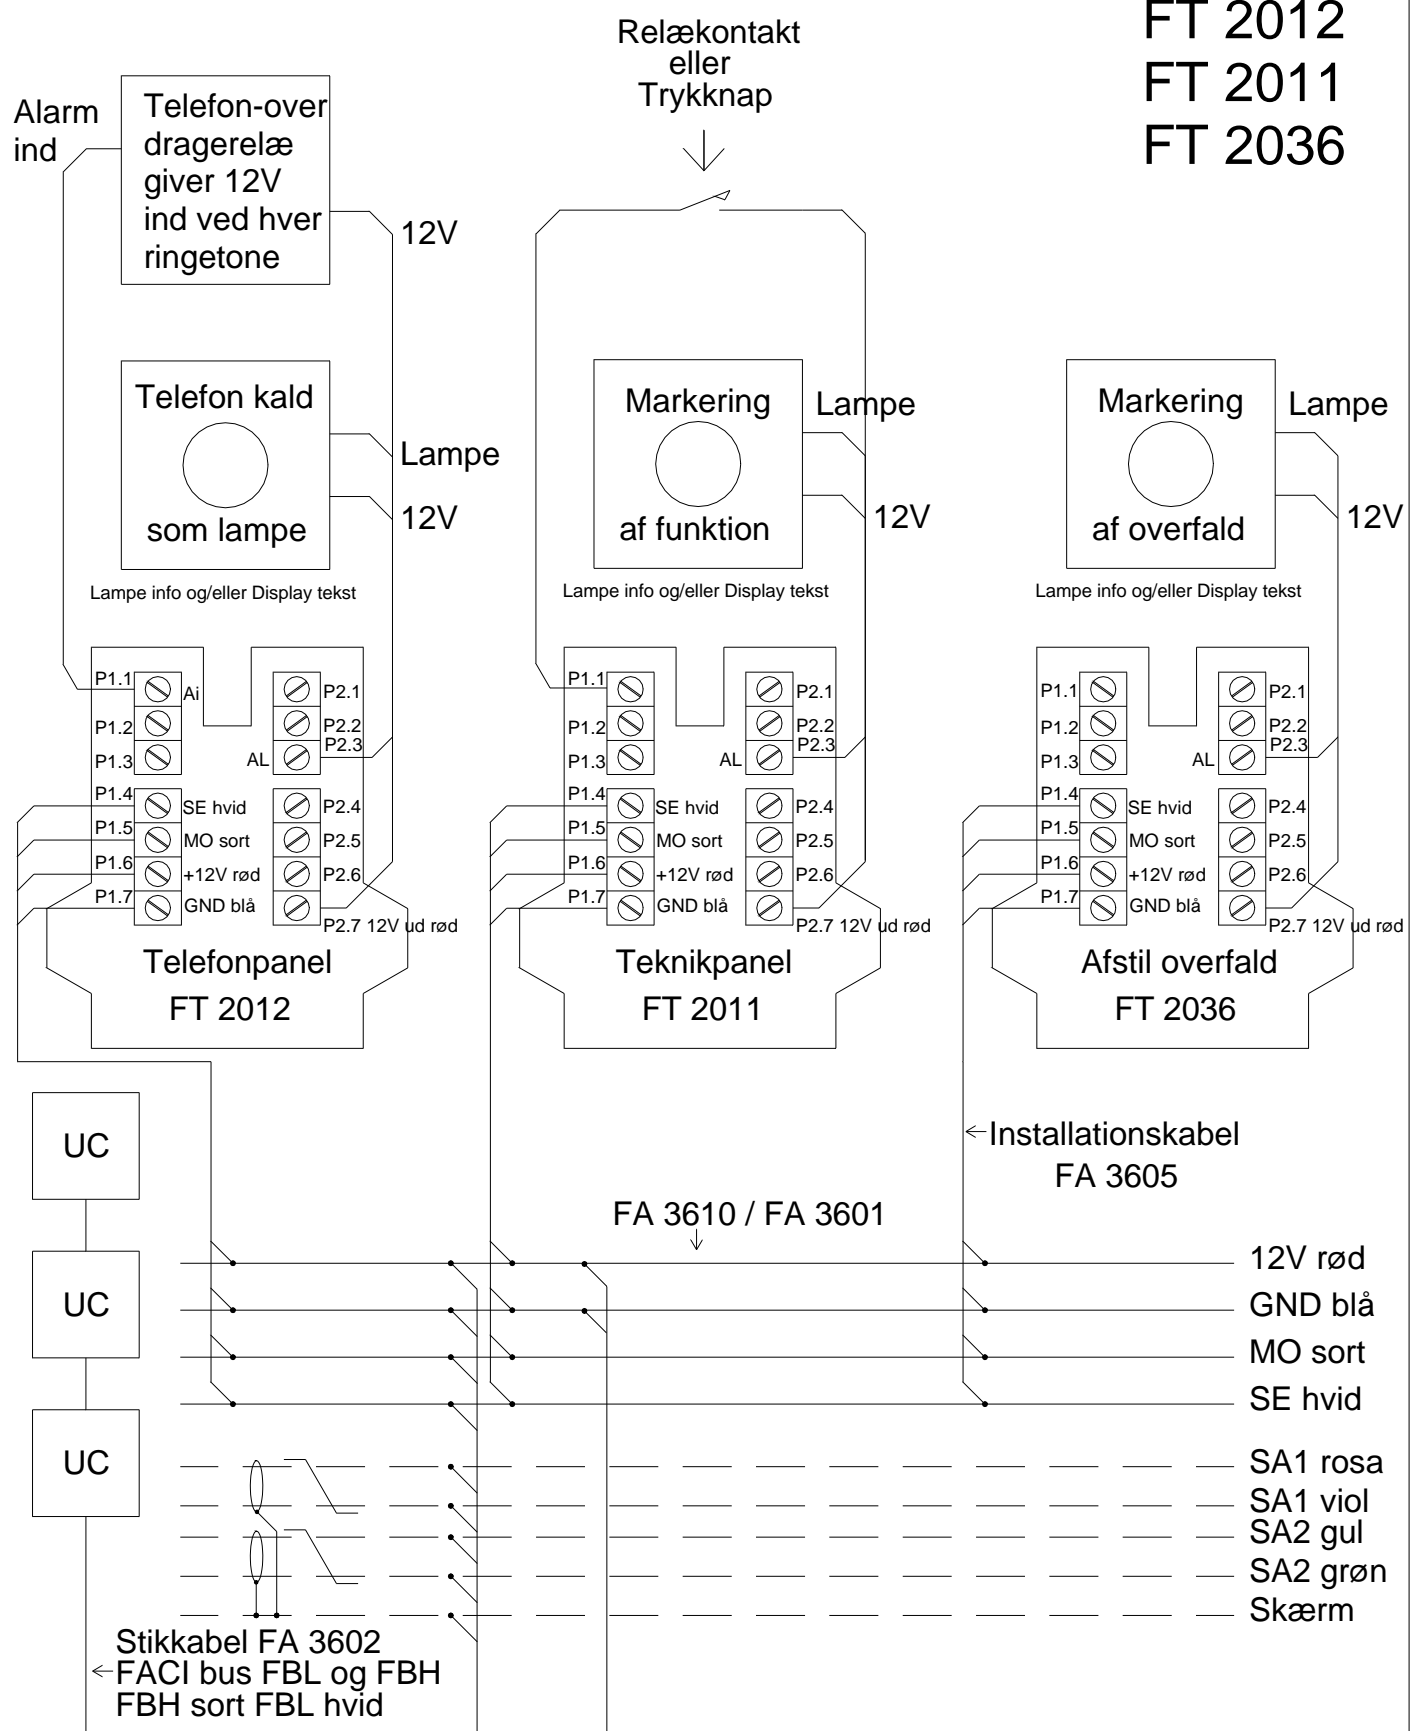 FT 2012
FT 2011
FT 2036
Relækontakt
eller
Trykknap
Alarm
ind
Telefon-over
dragerelæ
giver 12V
ind ved hver
ringetone
12V
Telefon kald
som lampe
Lampe
12V
Lampe info og/eller Display tekst
Markering
af funktion
Lampe
12V
Lampe info og/eller Display tekst
Markering
af overfald
Lampe
12V
Lampe info og/eller Display tekst
P1.1
Ai
P1.2
P1.3
P1.4
SE hvid
P1.5
MO sort
P1.6
+12V rød
P1.7
GND blå
P2.1
P2.2
P2.3
AL
P2.4
P2.5
P2.6
P2.7 12V ud rød
Telefonpanel
FT 2012
P1.1
P1.2
P1.3
P1.4
SE hvid
P1.5
MO sort
P1.6
+12V rød
P1.7
GND blå
P2.1
P2.2
P2.3
AL
P2.4
P2.5
P2.6
P2.7 12V ud rød
Teknikpanel
FT 2011
P1.1
P1.2
P1.3
P1.4
SE hvid
P1.5
MO sort
P1.6
+12V rød
P1.7
GND blå
P2.1
P2.2
P2.3
AL
P2.4
P2.5
P2.6
P2.7 12V ud rød
Afstil overfald
FT 2036
UC
UC
UC
Installationskabel
FA 3605
FA 3610 / FA 3601
12V rød
GND blå
MO sort
SE hvid
SA1 rosa
SA1 viol
SA2 gul
SA2 grøn
Skærm
Stikkabel FA 3602
FACI bus FBL og FBH
FBH sort FBL hvid